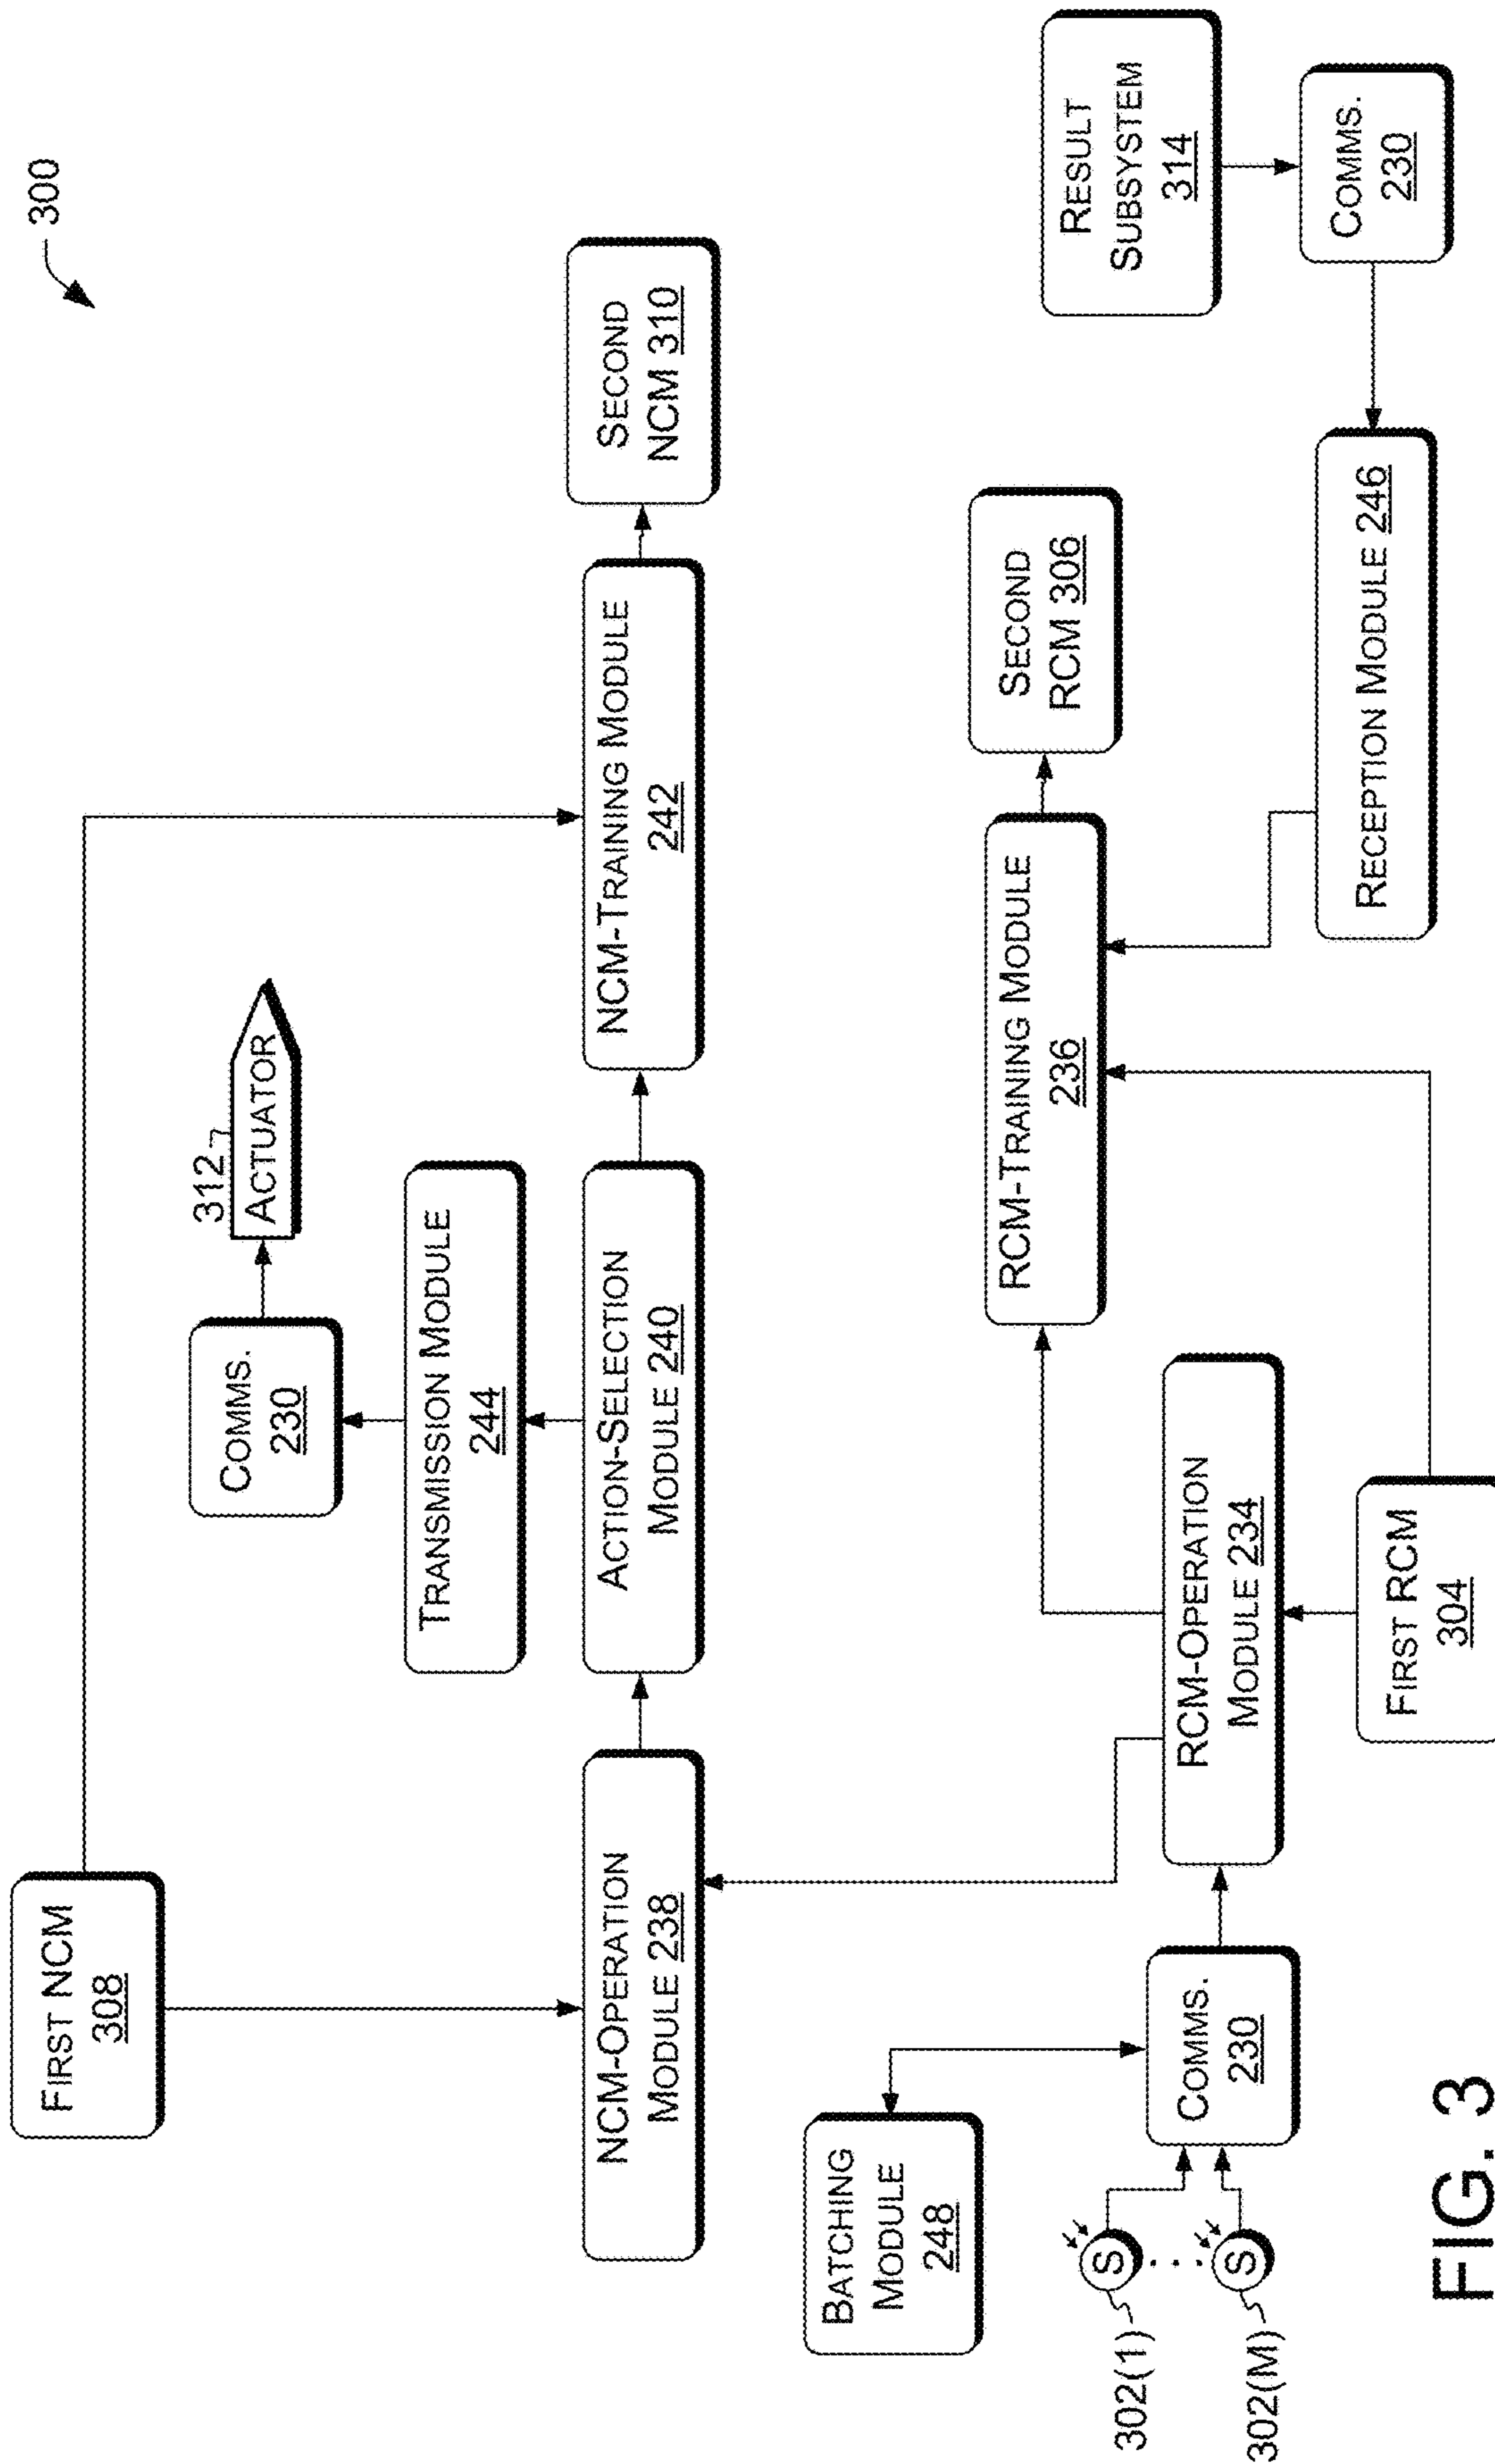 300
FIRST NCM
308
COMMS.
230
312
ACTUATOR
TRANSMISSION MODULE
244
NCM-OPERATION
MODULE 238
ACTION-SELECTION
MODULE 240
NCM-TRAINING MODULE
242
SECOND
NCM 310
BATCHING
MODULE
248
302(1)
S
. . .
302(M)
S
COMMS.
230
RCM-OPERATION
MODULE 234
FIRST RCM
304
RCM-TRAINING MODULE
236
SECOND
RCM 306
RESULT
SUBSYSTEM
314
COMMS.
230
RECEPTION MODULE 246
FIG. 3